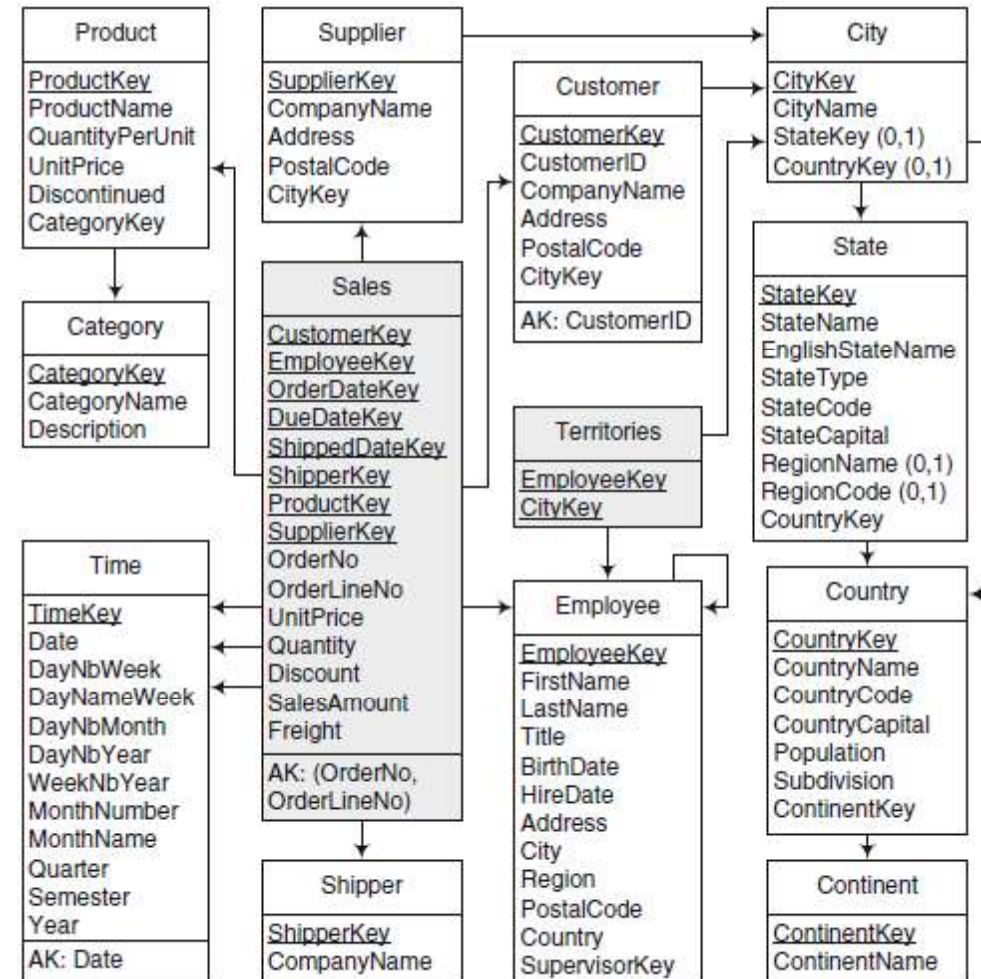 Product
ProductKey
ProductName
QuantityPerUnit
UnitPrice
Discontinued
CategoryKey
Supplier
SupplierKey
CompanyName
Address
PostalCode
CityKey
Customer
CustomerKey
CustomerID
CompanyName
Address
PostalCode
CityKey
AK: CustomerID
City
CityKey
CityName
StateKey (0,1)
CountryKey (0,1)
Category
CategoryKey
CategoryName
Description
Sales
CustomerKey
EmployeeKey
OrderDateKey
DueDateKey
ShippedDateKey
ShipperKey
ProductKey
SupplierKey
OrderNo
OrderLineNo
UnitPrice
Quantity
Discount
SalesAmount
Freight
AK: (OrderNo,
OrderLineNo)
Territories
EmployeeKey
CityKey
State
StateKey
StateName
EnglishStateName
StateType
StateCode
StateCapital
RegionName (0,1)
RegionCode (0,1)
CountryKey
Time
TimeKey
Date
DayNbWeek
DayNameWeek
DayNbMonth
DayNbYear
WeekNbYear
MonthNumber
MonthName
Quarter
Semester
Year
AK: Date
Shipper
ShipperKey
CompanyName
Employee
EmployeeKey
FirstName
LastName
Title
BirthDate
HireDate
Address
City
Region
PostalCode
Country
SupervisorKey
Country
CountryKey
CountryName
CountryCode
CountryCapital
Population
Subdivision
ContinentKey
Continent
ContinentKey
ContinentName